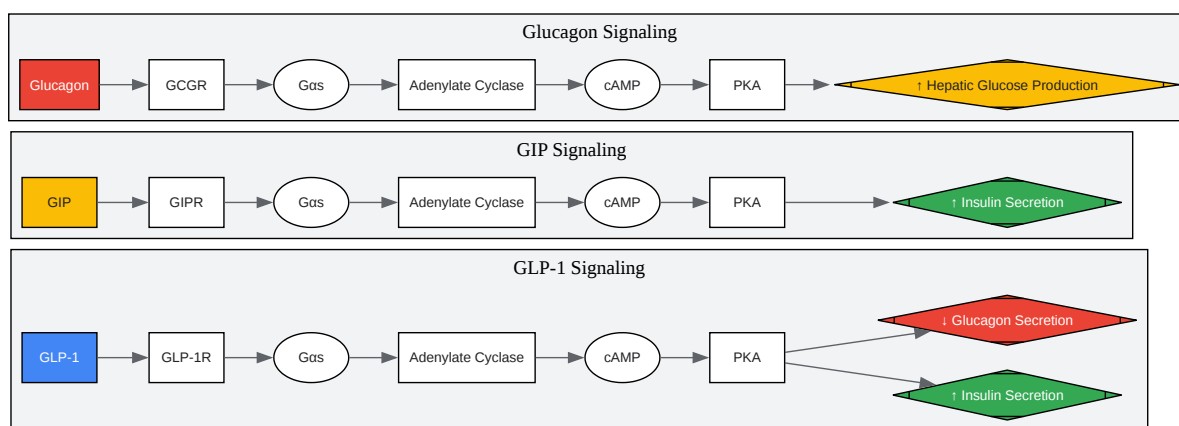 Glucagon Signaling
Glucagon
GCGR
Gαs
Adenylate Cyclase
cAMP
PKA
↑ Hepatic Glucose Production
GIP Signaling
GIP
GIPR
Gαs
Adenylate Cyclase
cAMP
PKA
↑ Insulin Secretion
GLP-1 Signaling
GLP-1
GLP-1R
Gαs
Adenylate Cyclase
cAMP
PKA
↓ Glucagon Secretion
↑ Insulin Secretion